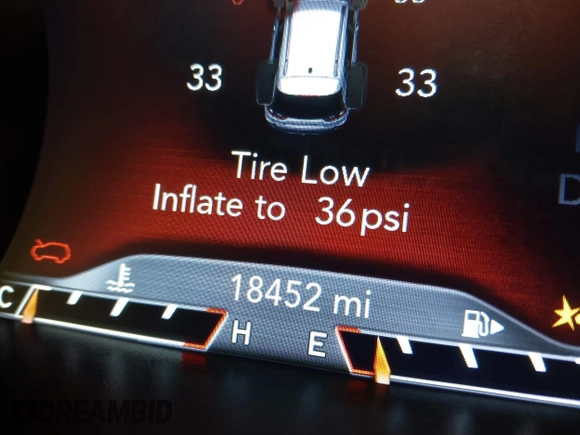 33 33
Tire Low
Inflate to 36psi
18452 mi
C H E
DREAMBID